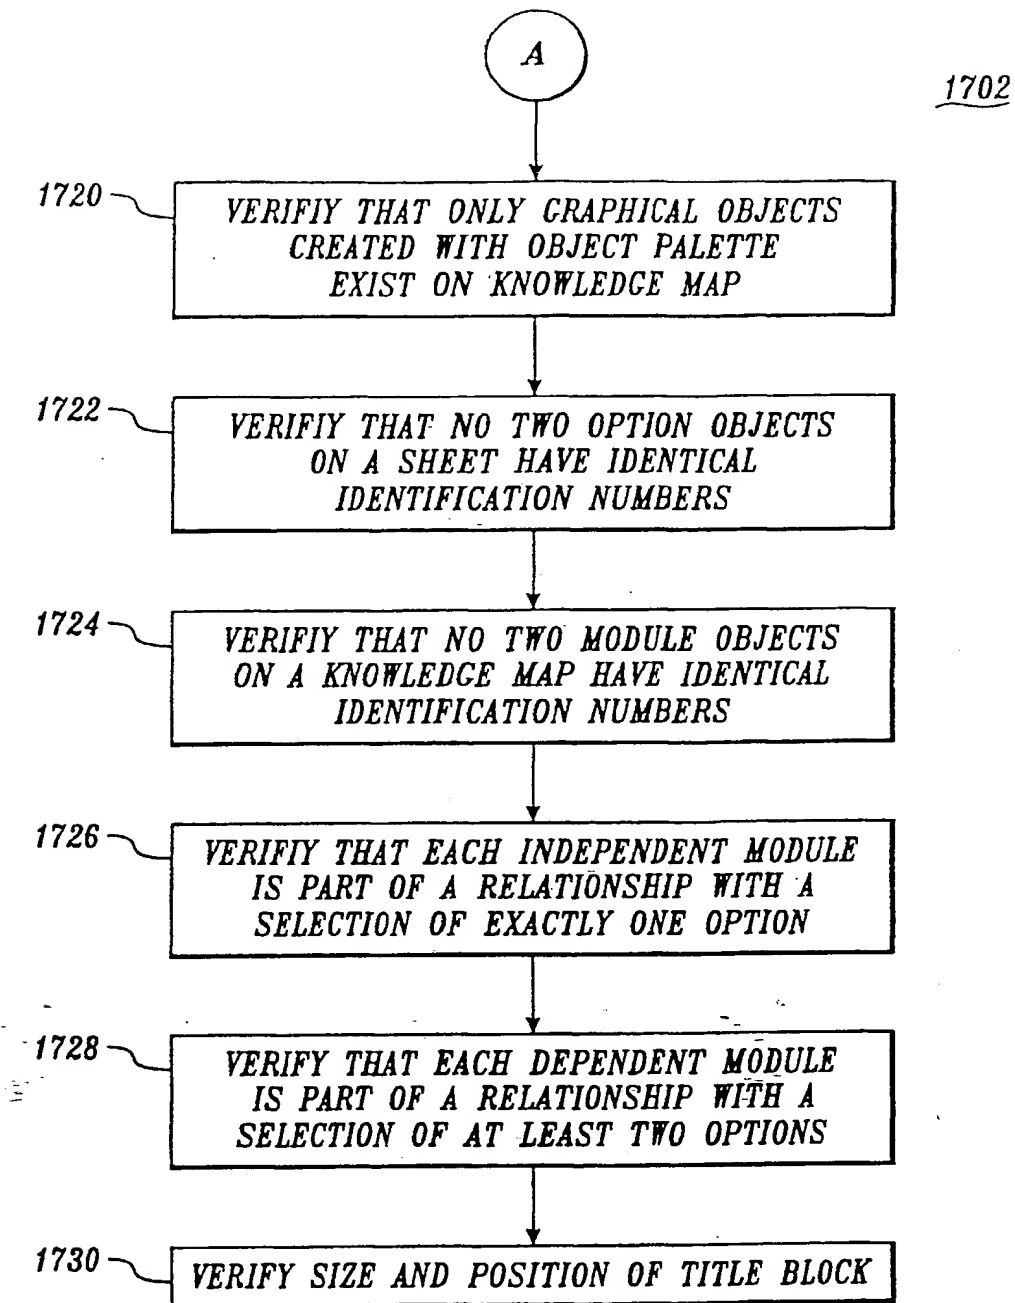 A
1702
1720
VERIFIY THAT ONLY GRAPHICAL OBJECTS
CREATED WITH OBJECT PALETTE
EXIST ON KNOWLEDGE MAP
1722
VERIFIY THAT NO TWO OPTION OBJECTS
ON A SHEET HAVE IDENTICAL
IDENTIFICATION NUMBERS
1724
VERIFIY THAT NO TWO MODULE OBJECTS
ON A KNOWLEDGE MAP HAVE IDENTICAL
IDENTIFICATION NUMBERS
1726
VERIFIY THAT EACH INDEPENDENT MODULE
IS PART OF A RELATIONSHIP WITH A
SELECTION OF EXACTLY ONE OPTION
1728
VERIFY THAT EACH DEPENDENT MODULE
IS PART OF A RELATIONSHIP WITH A
SELECTION OF AT LEAST TWO OPTIONS
1730
VERIFY SIZE AND POSITION OF TITLE BLOCK